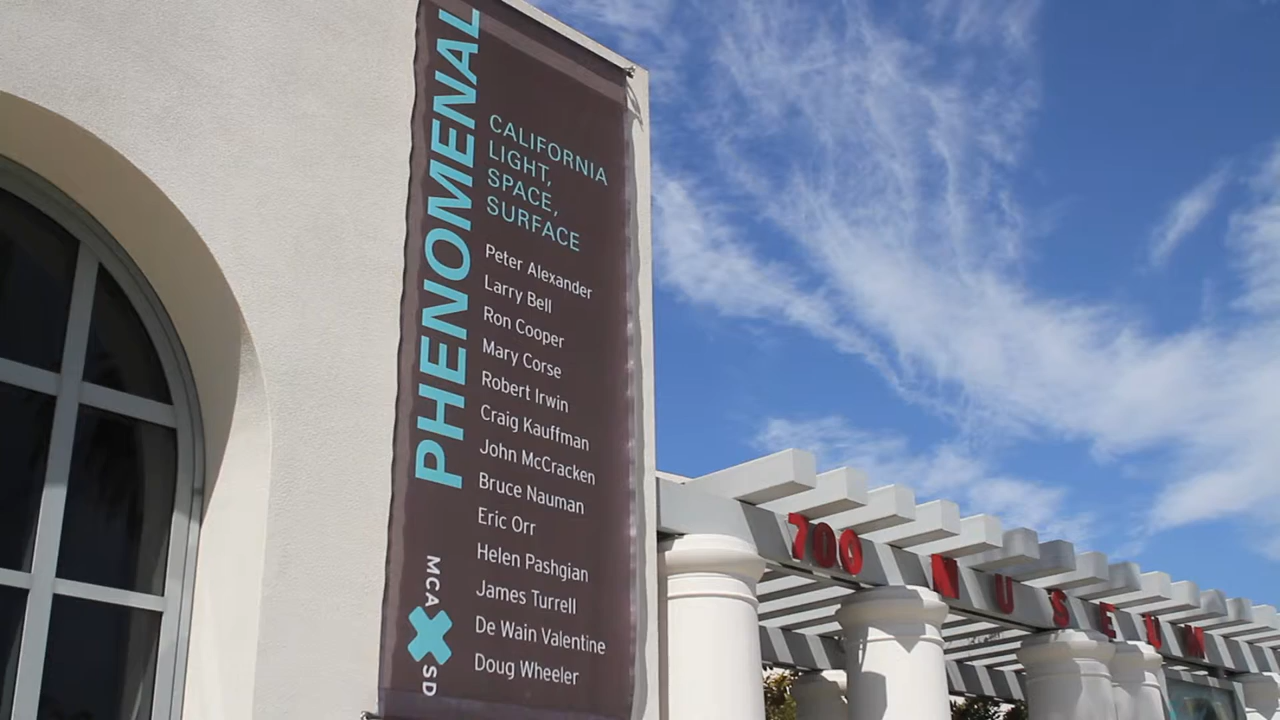 PHENOMENAL
CALIFORNIA
LIGHT,
SPACE,
SURFACE
Peter Alexander
Larry Bell
Ron Cooper
Mary Corse
Robert Irwin
Craig Kauffman
John McCracken
Bruce Nauman
Eric Orr
Helen Pashgian
James Turrell
De Wain Valentine
Doug Wheeler
MCA
SD
700 NUSEUM